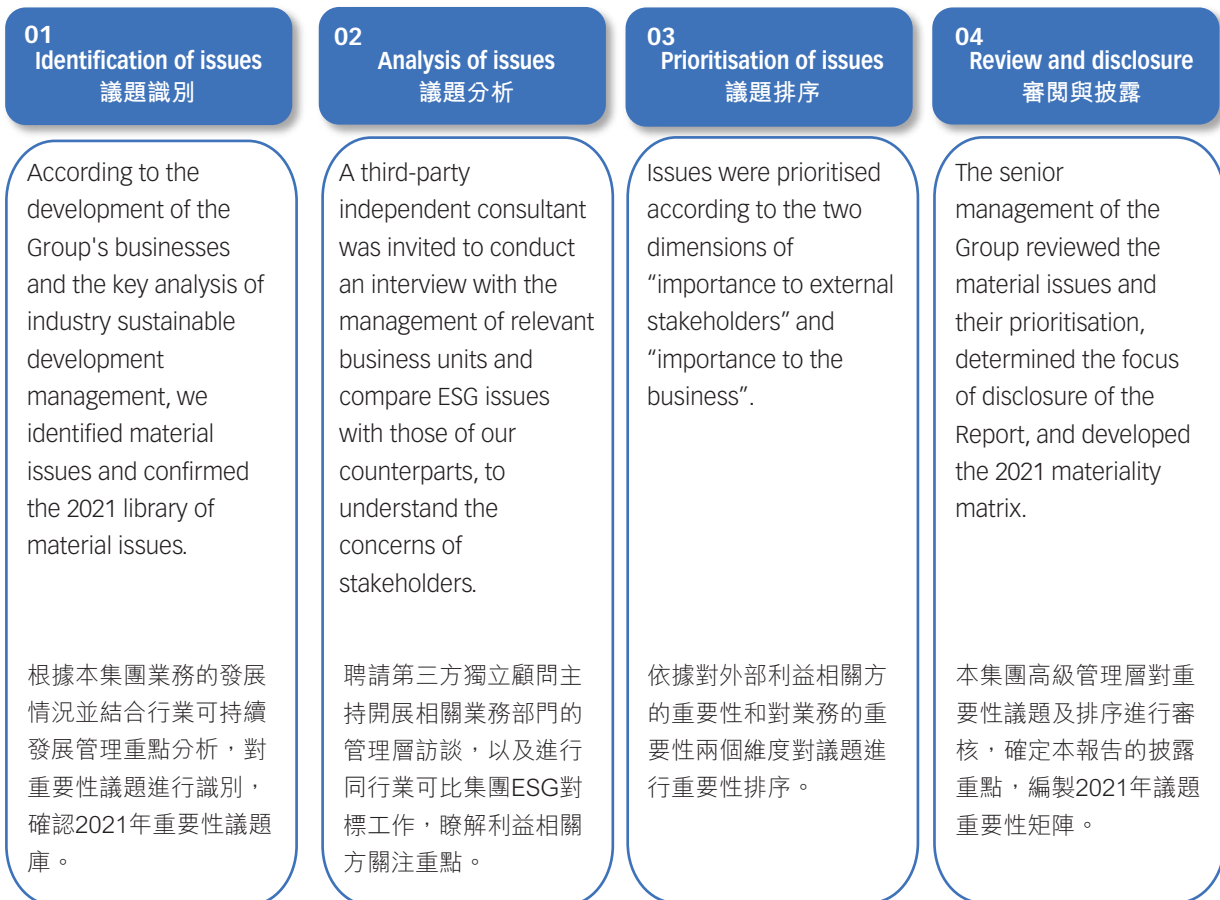 01
Identification of issues
議題識別
According to the
development of the
Group's businesses
and the key analysis of
industry sustainable
development
management, we
identified material
issues and confirmed
the 2021 library of
material issues.
根據本集團業務的發展
情況並結合行業可持續
發展管理重點分析，對
重要性議題進行識別，
確認2021年重要性議題
庫。
02
Analysis of issues
議題分析
A third-party
independent consultant
was invited to conduct
an interview with the
management of relevant
business units and
compare ESG issues
with those of our
counterparts, to
understand the
concerns of
stakeholders.
聘請第三方獨立顧問主
持開展相關業務部門的
管理層訪談，以及進行
同行業可比集團ESG對
標工作，瞭解利益相關
方關注重點。
03
Prioritisation of issues
議題排序
Issues were prioritised
according to the two
dimensions of
“importance to external
stakeholders” and
“importance to the
business”.
依據對外部利益相關方
的重要性和對業務的重
要性兩個維度對議題進
行重要性排序。
04
Review and disclosure
審閱與披露
The senior
management of the
Group reviewed the
material issues and
their prioritisation,
determined the focus
of disclosure of the
Report, and developed
the 2021 materiality
matrix.
本集團高級管理層對重
要性議題及排序進行審
核，確定本報告的披露
重點，編製2021年議題
重要性矩陣。